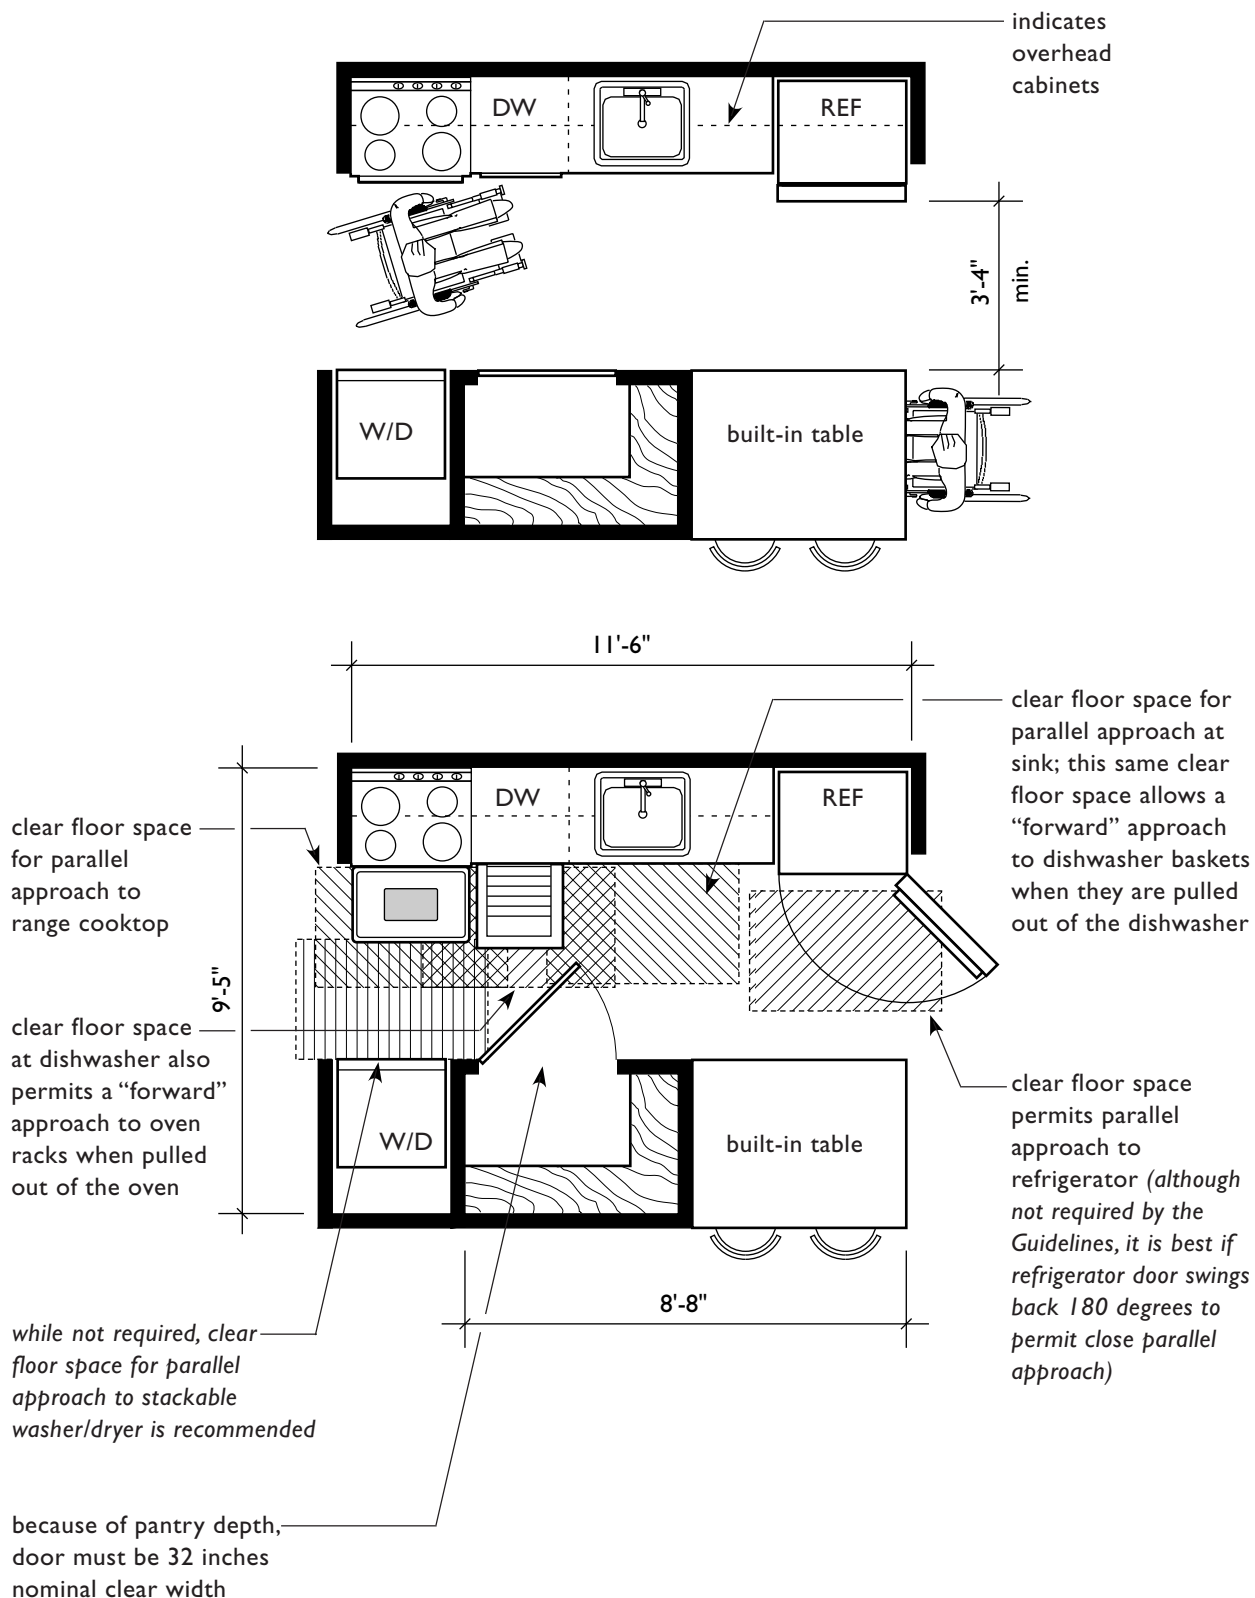 indicates
overhead
cabinets
DW
REF
3'-4"
min.
W/D
built-in table
11'-6"
clear floor space for
parallel approach at
sink; this same clear
floor space allows a
“forward” approach
to dishwasher baskets
when they are pulled
out of the dishwasher
DW
REF
clear floor space
for parallel
approach to
range cooktop
9'-5"
clear floor space
at dishwasher also
permits a “forward”
approach to oven
racks when pulled
out of the oven
W/D
built-in table
clear floor space
permits parallel
approach to
refrigerator (although
not required by the
Guidelines, it is best if
refrigerator door swings
back 180 degrees to
permit close parallel
approach)
8'-8"
while not required, clear
floor space for parallel
approach to stackable
washer/dryer is recommended
because of pantry depth,
door must be 32 inches
nominal clear width